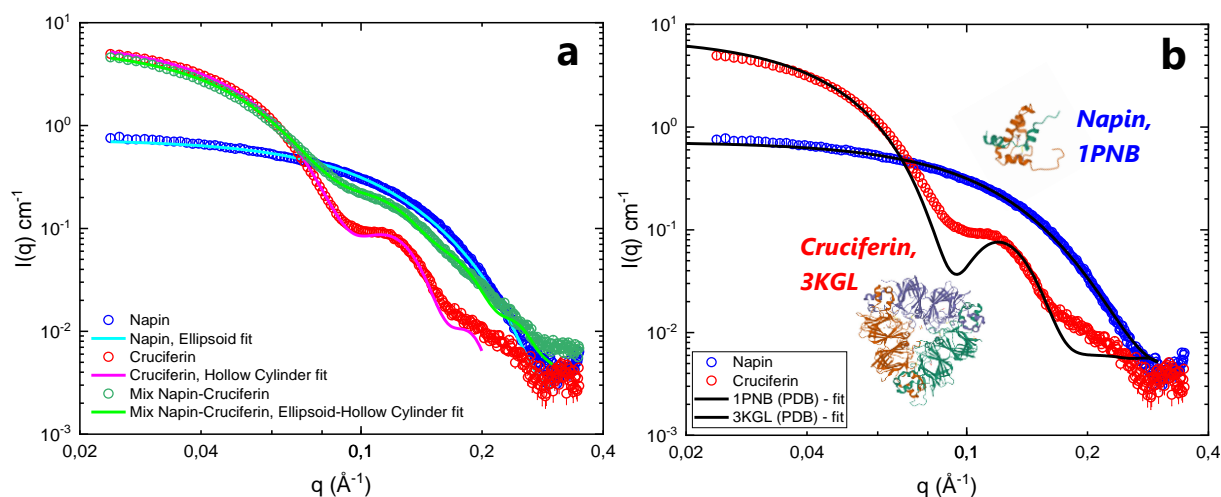 a
I(q) cm⁻¹
10¹
10⁰
10⁻¹
10⁻²
10⁻³
Napin
Napin, Ellipsoid fit
Cruciferin
Cruciferin, Hollow Cylinder fit
Mix Napin-Cruciferin
Mix Napin-Cruciferin, Ellipsoid-Hollow Cylinder fit
0,02 0,04 0,1 0,2 0,4
q (Å⁻¹)
b
I(q) cm⁻¹
10¹
10⁰
10⁻¹
10⁻²
10⁻³
Napin,
1PNB
Cruciferin,
3KGL
Napin
Cruciferin
1PNB (PDB) - fit
3KGL (PDB) - fit
0,02 0,04 0,1 0,2 0,4
q (Å⁻¹)